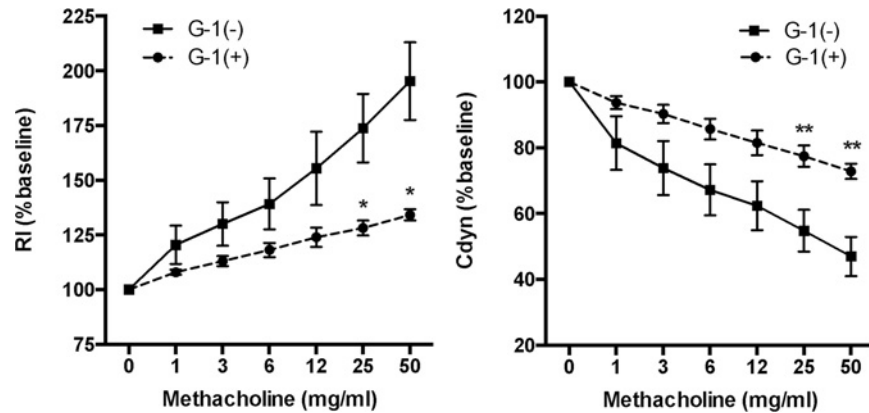 RI (%baseline)
225
200
175
150
125
100
75
G-1(-)
G-1(+)
*
*
0 1 3 6 12 25 50
Methacholine (mg/ml)
Cdyn (%baseline)
120
100
80
60
40
20
G-1(-)
G-1(+)
**
**
0 1 3 6 12 25 50
Methacholine (mg/ml)